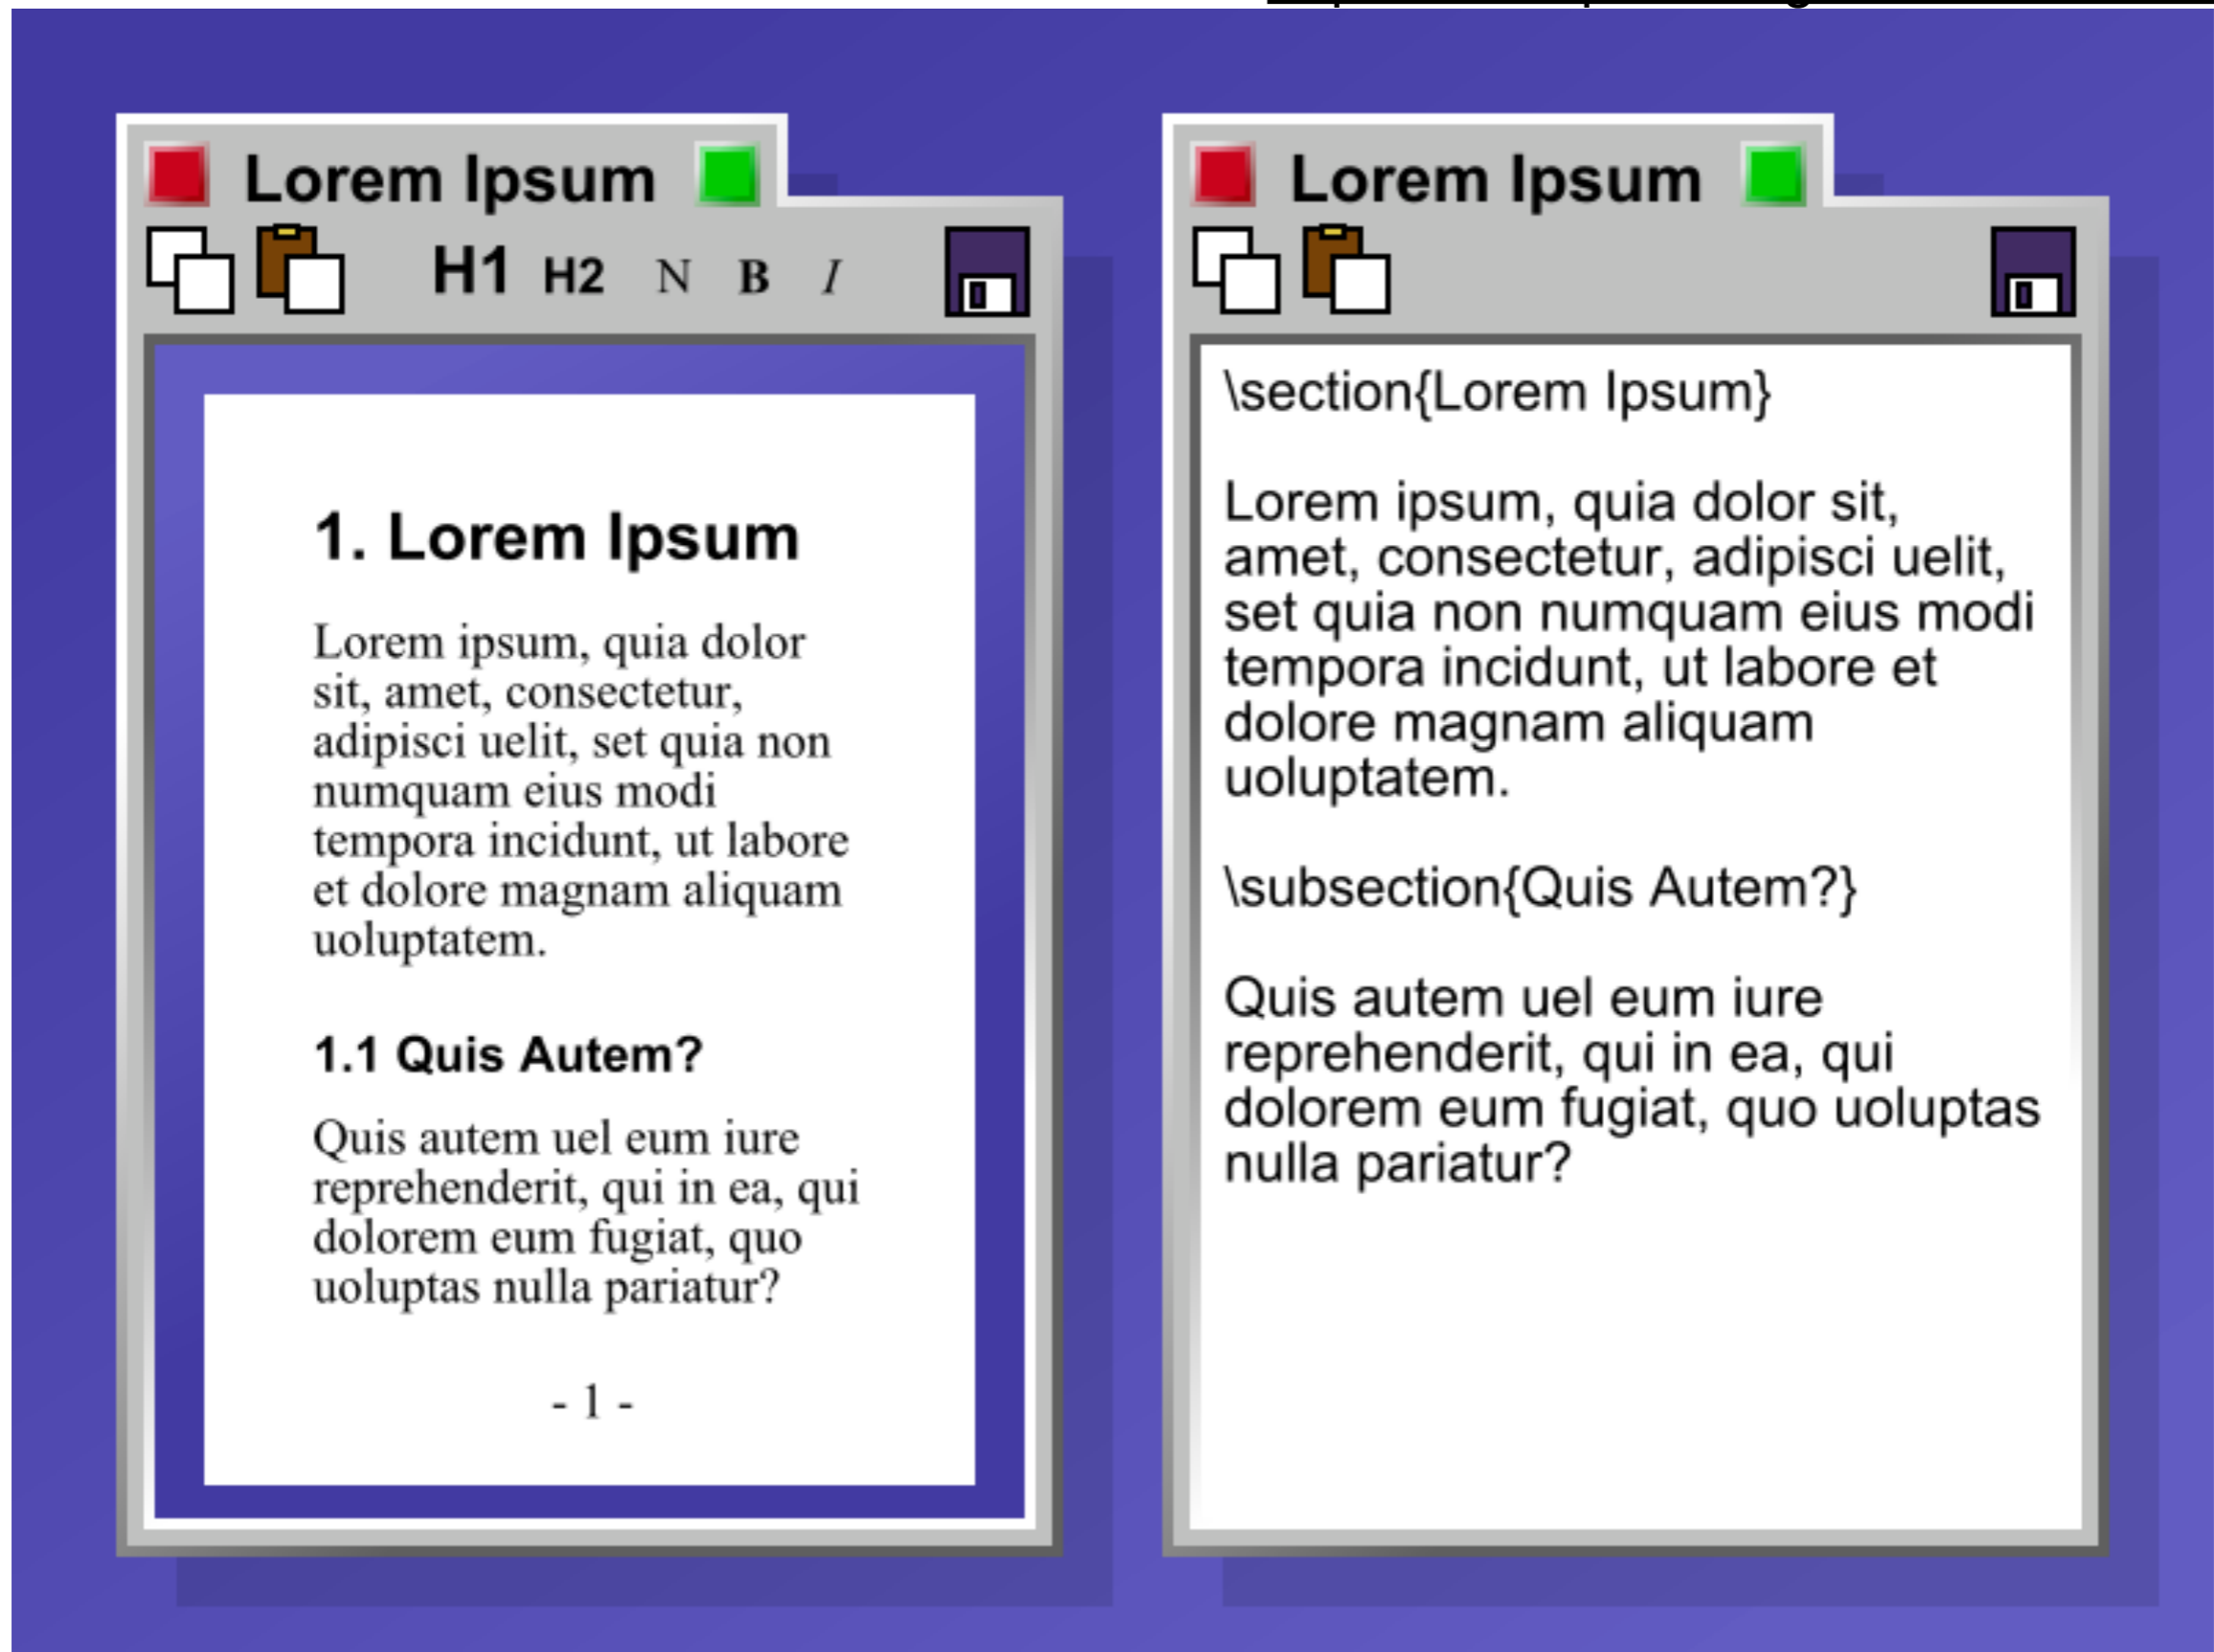 Lorem Ipsum
H1 H2 N B I
1. Lorem Ipsum
Lorem ipsum, quia dolor
sit, amet, consectetur,
adipisci uelit, set quia non
numquam eius modi
tempora incidunt, ut labore
et dolore magnam aliquam
uoluptatem.
1.1 Quis Autem?
Quis autem uel eum iure
reprehenderit, qui in ea, qui
dolorem eum fugiat, quo
uoluptas nulla pariatur?
- 1 -
Lorem Ipsum
\section{Lorem Ipsum}
Lorem ipsum, quia dolor sit,
amet, consectetur, adipisci uelit,
set quia non numquam eius modi
tempora incidunt, ut labore et
dolore magnam aliquam
uoluptatem.
\subsection{Quis Autem?}
Quis autem uel eum iure
reprehenderit, qui in ea, qui
dolorem eum fugiat, quo uoluptas
nulla pariatur?